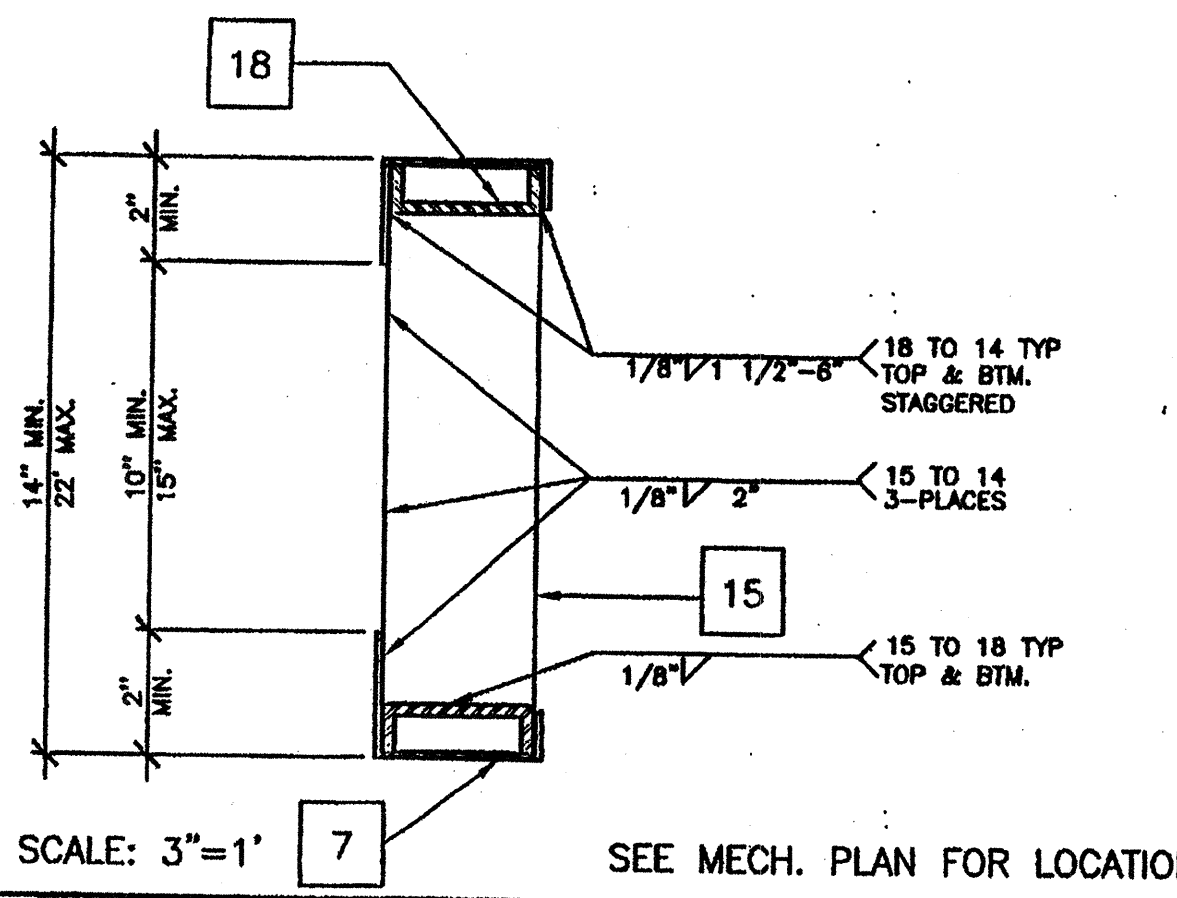 18
2"
MIN.
14" MIN.
22' MAX.
10" MIN.
15" MAX.
2"
MIN.
1/8" 1 1/2"-6"
18 TO 14 TYP
TOP & BTM.
STAGGERED
1/8" 2"
15 TO 14
3-PLACES
15
1/8"
15 TO 18 TYP
TOP & BTM.
7
SCALE: 3"=1'
SEE MECH. PLAN FOR LOCATION